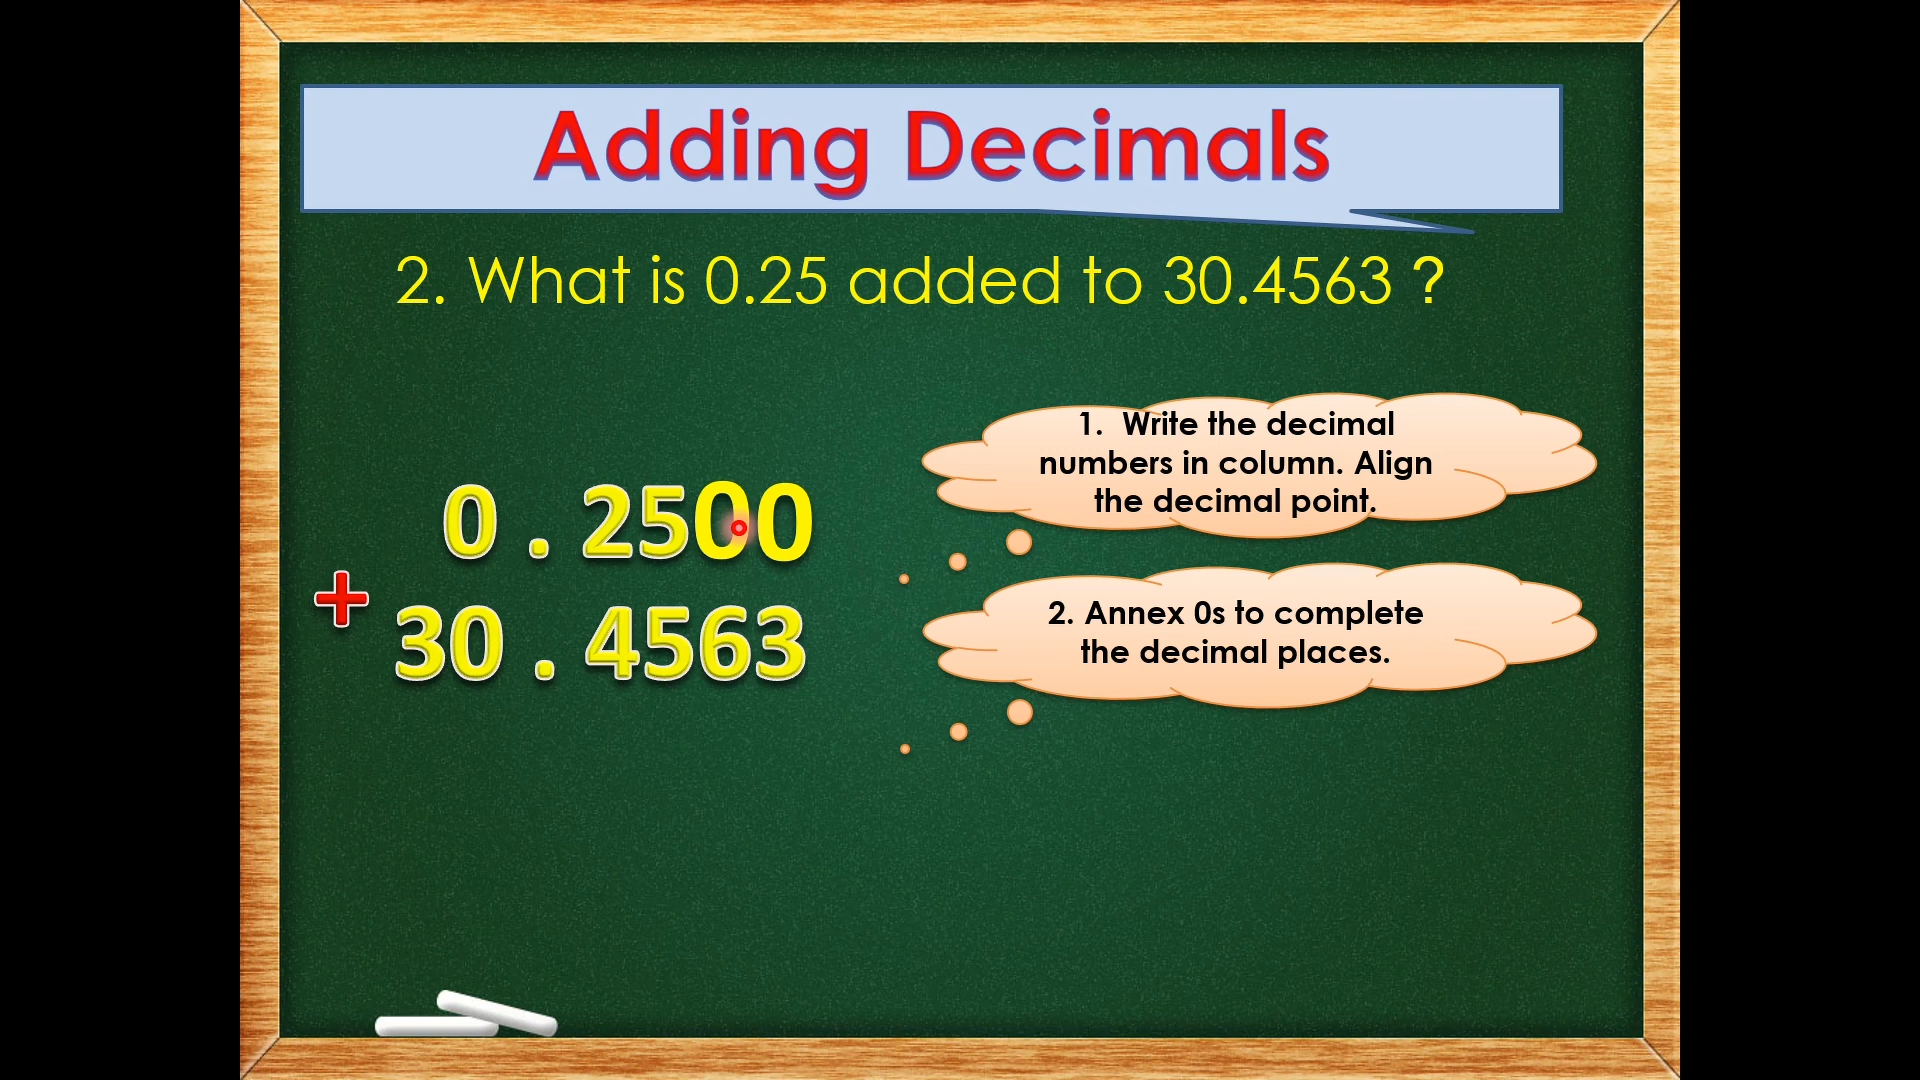 Adding Decimals
2. What is 0.25 added to 30.4563 ?
1. Write the decimal
numbers in column. Align
the decimal point.
0 . 2500
+
30 . 4563
2. Annex 0s to complete
the decimal places.